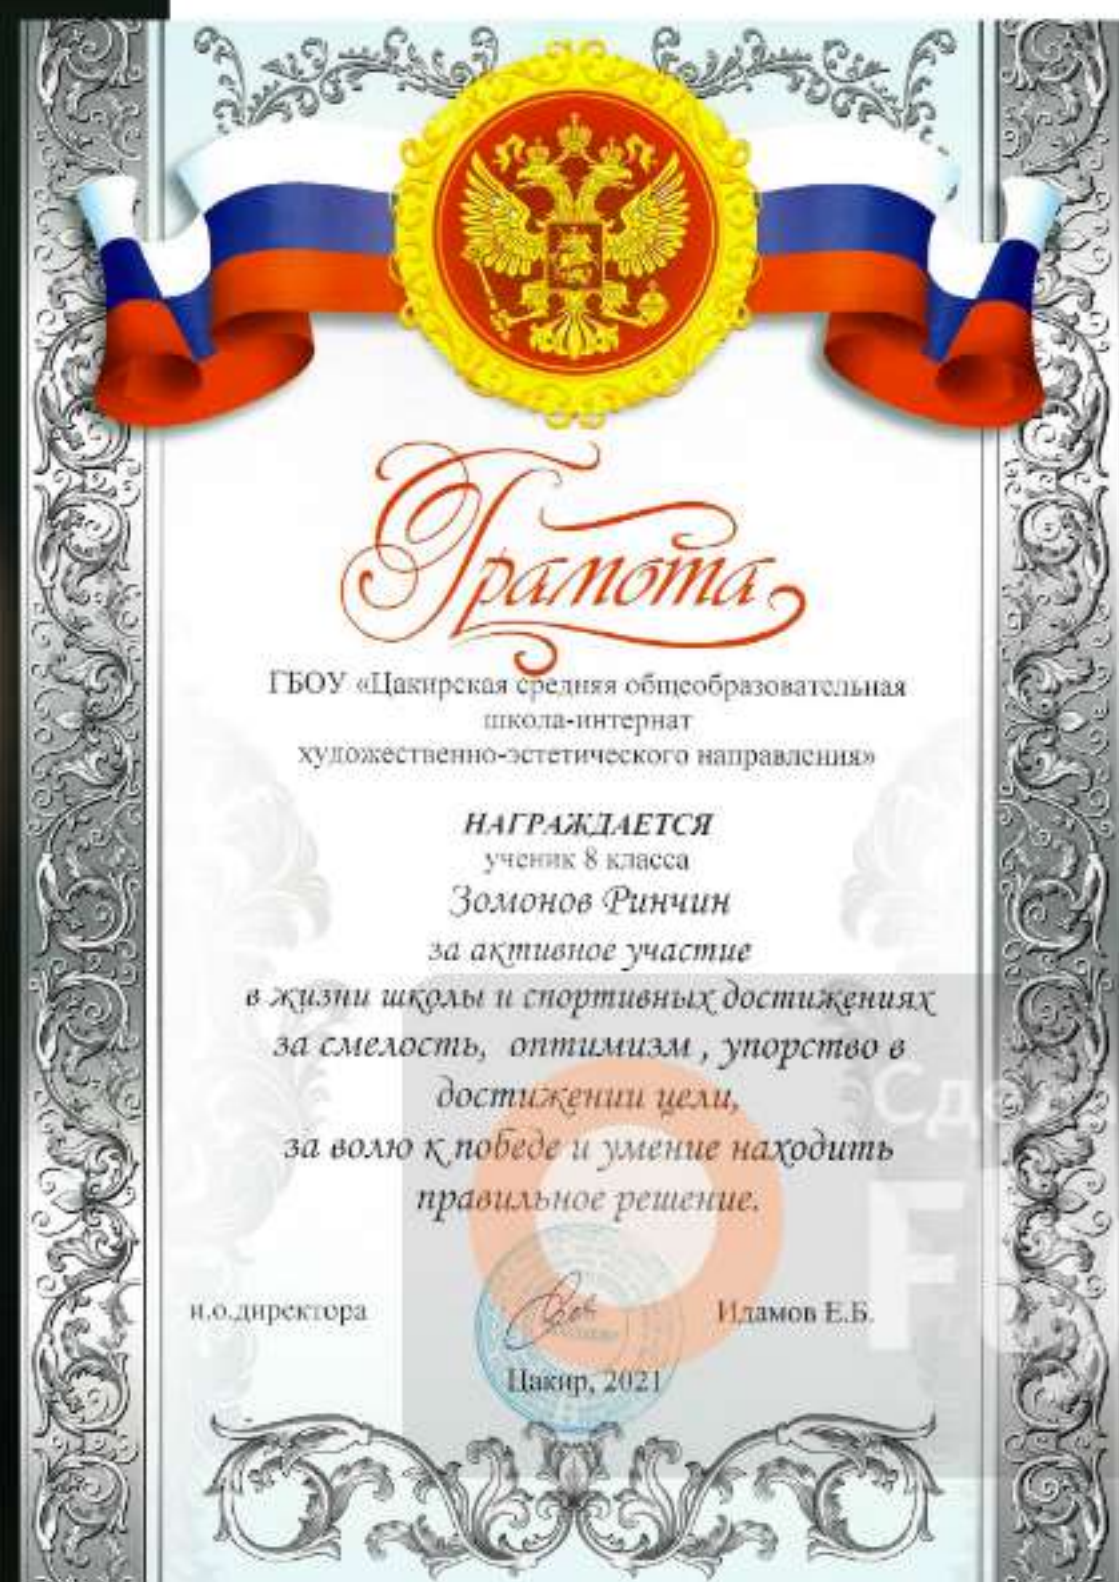 Грамота
ГБОУ «Цакирская средняя общеобразовательная
школа-интернат
художественно-эстетического направления»
НАГРАЖДАЕТСЯ
ученик 8 класса
Зомонов Ринчин
за активное участие
в жизни школы и спортивных достижениях
за смелость, оптимизм , упорство в
достижении цели,
за волю к победе и умение находить
правильное решение.
и.о.директора
Идамов Е.Б.
Цакир, 2021